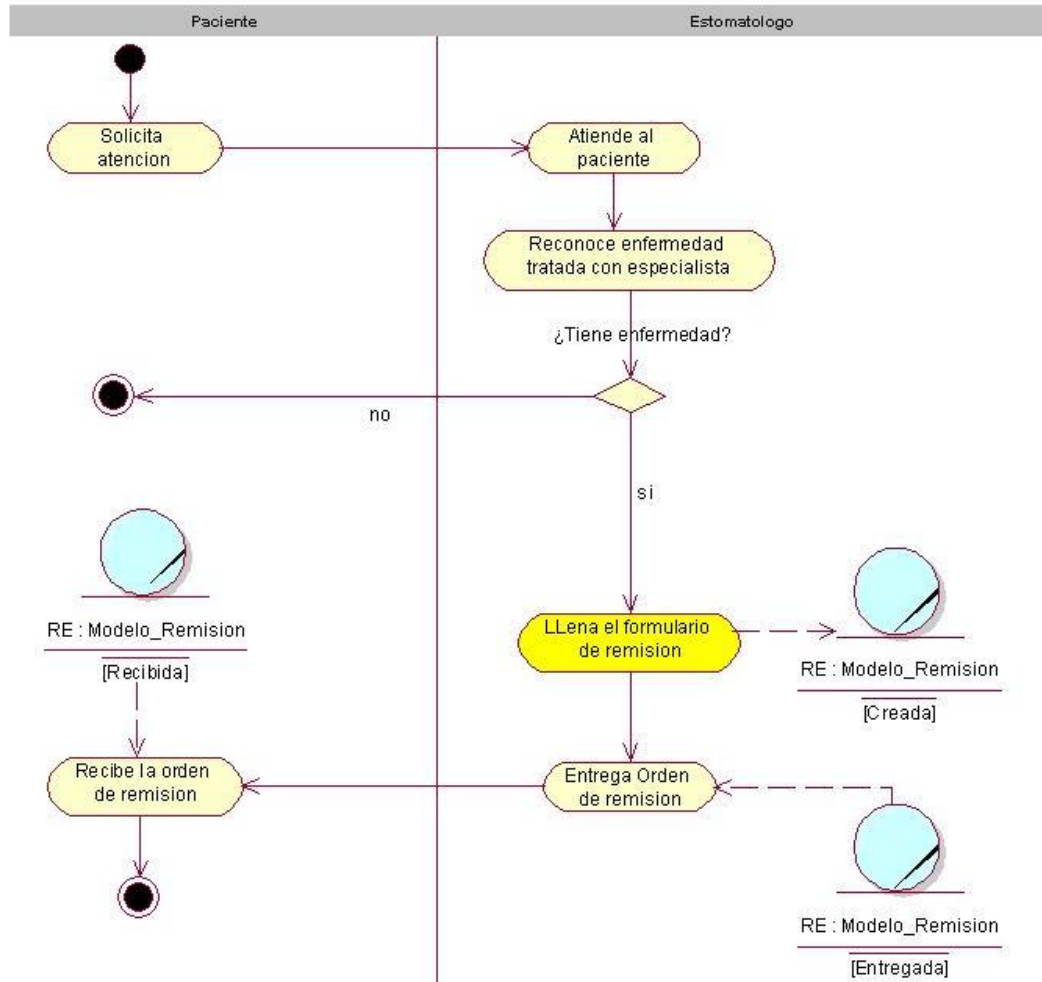 Paciente
Estomatologo
Solicita
atencion
Atiende al
paciente
Reconoce enfermedad
tratada con especialista
¿Tiene enfermedad?
no
si
RE : Modelo_Remision
[Recibida]
LLena el formulario
de remision
RE : Modelo_Remision
[Creada]
Recibe la orden
de remision
Entrega Orden
de remision
RE : Modelo_Remision
[Entregada]